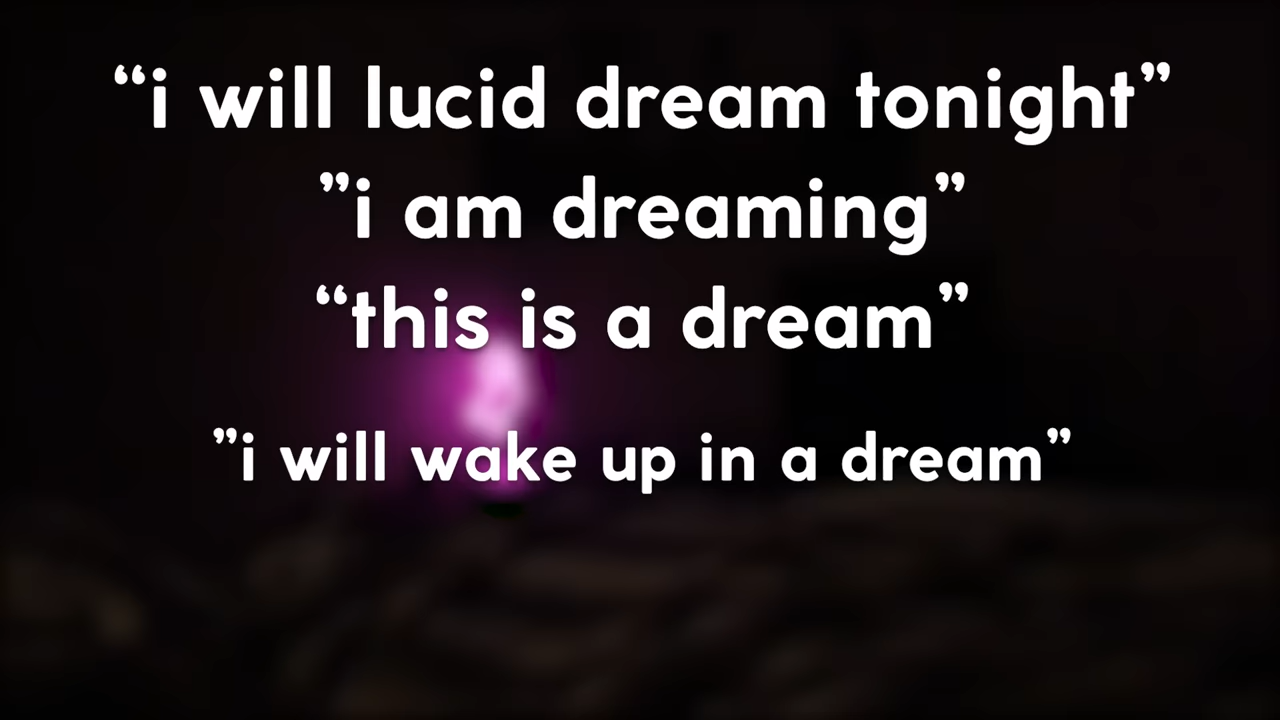 “i will lucid dream tonight”
”i am dreaming”
“this is a dream”
”i will wake up in a dream”